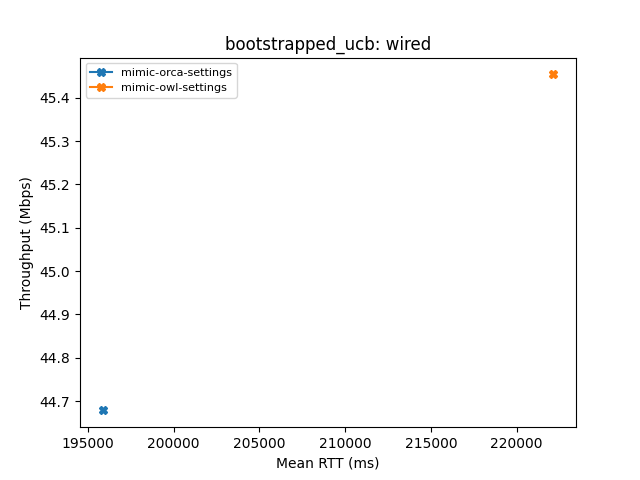 bootstrapped_ucb: wired
mimic-orca-settings
mimic-owl-settings
45.4
45.3
45.2
45.1
45.0
44.9
44.8
44.7
Throughput (Mbps)
195000 200000 205000 210000 215000 220000
Mean RTT (ms)